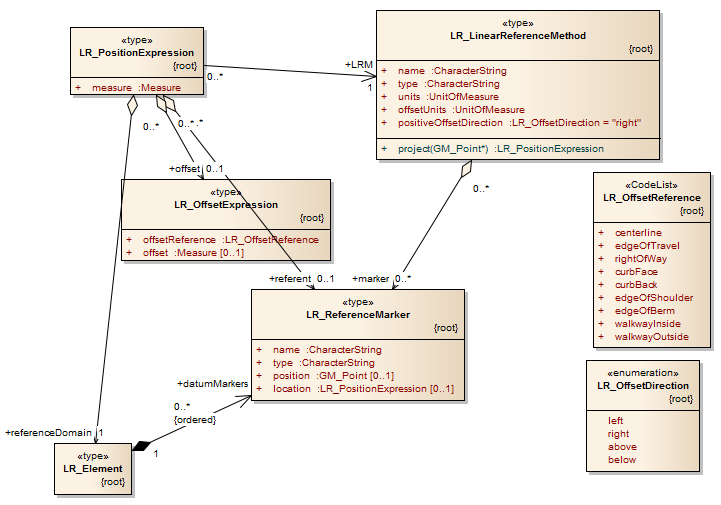 «type»
LR_PositionExpression
{root}
+ measure :Measure
«type»
LR_LinearReferenceMethod
{root}
+ name :CharacterString
+ type :CharacterString
+ units :UnitOfMeasure
+ offsetUnits :UnitOfMeasure
+ positiveOffsetDirection :LR_OffsetDirection = "right"
+ project(GM_Point*) :LR_PositionExpression
+LRM
0..*
1
0..*
0..*.*
0..*
+offset 0..1
«type»
LR_OffsetExpression
{root}
+ offsetReference :LR_OffsetReference
+ offset :Measure [0..1]
«CodeList»
LR_OffsetReference
{root}
+ centerline
+ edgeOfTravel
+ rightOfWay
+ curbFace
+ curbBack
+ edgeOfShoulder
+ edgeOfBerm
+ walkwayInside
+ walkwayOutside
+referent 0..1
+marker 0..*
«type»
LR_ReferenceMarker
{root}
+ name :CharacterString
+ type :CharacterString
+ position :GM_Point [0..1]
+ location :LR_PositionExpression [0..1]
+datumMarkers
0..*
{ordered}
«enumeration»
LR_OffsetDirection
{root}
left
right
above
below
+referenceDomain 1
1
«type»
LR_Element
{root}